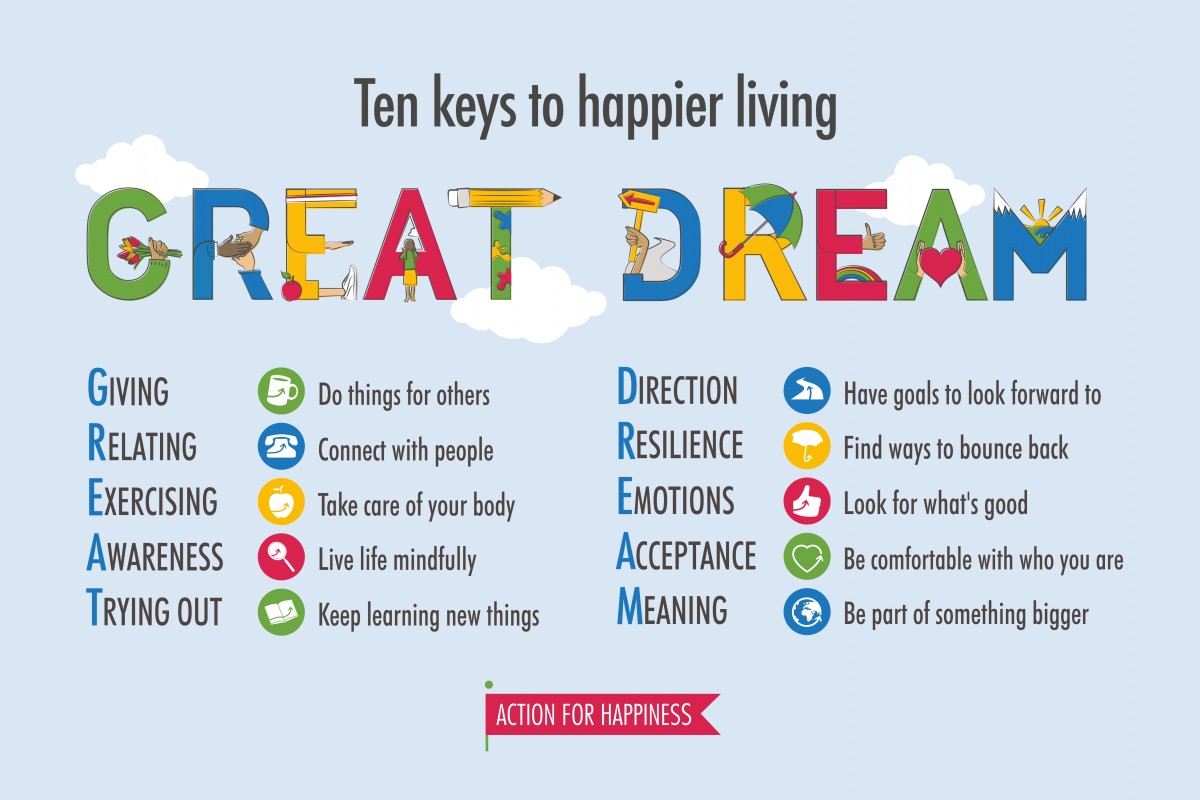 Ten keys to happier living
GREAT DREAM
GIVING Do things for others
RELATING Connect with people
EXERCISING Take care of your body
AWARENESS Live life mindfully
TRYING OUT Keep learning new things
DIRECTION Have goals to look forward to
RESILIENCE Find ways to bounce back
EMOTIONS Look for what's good
ACCEPTANCE Be comfortable with who you are
MEANING Be part of something bigger
ACTION FOR HAPPINESS